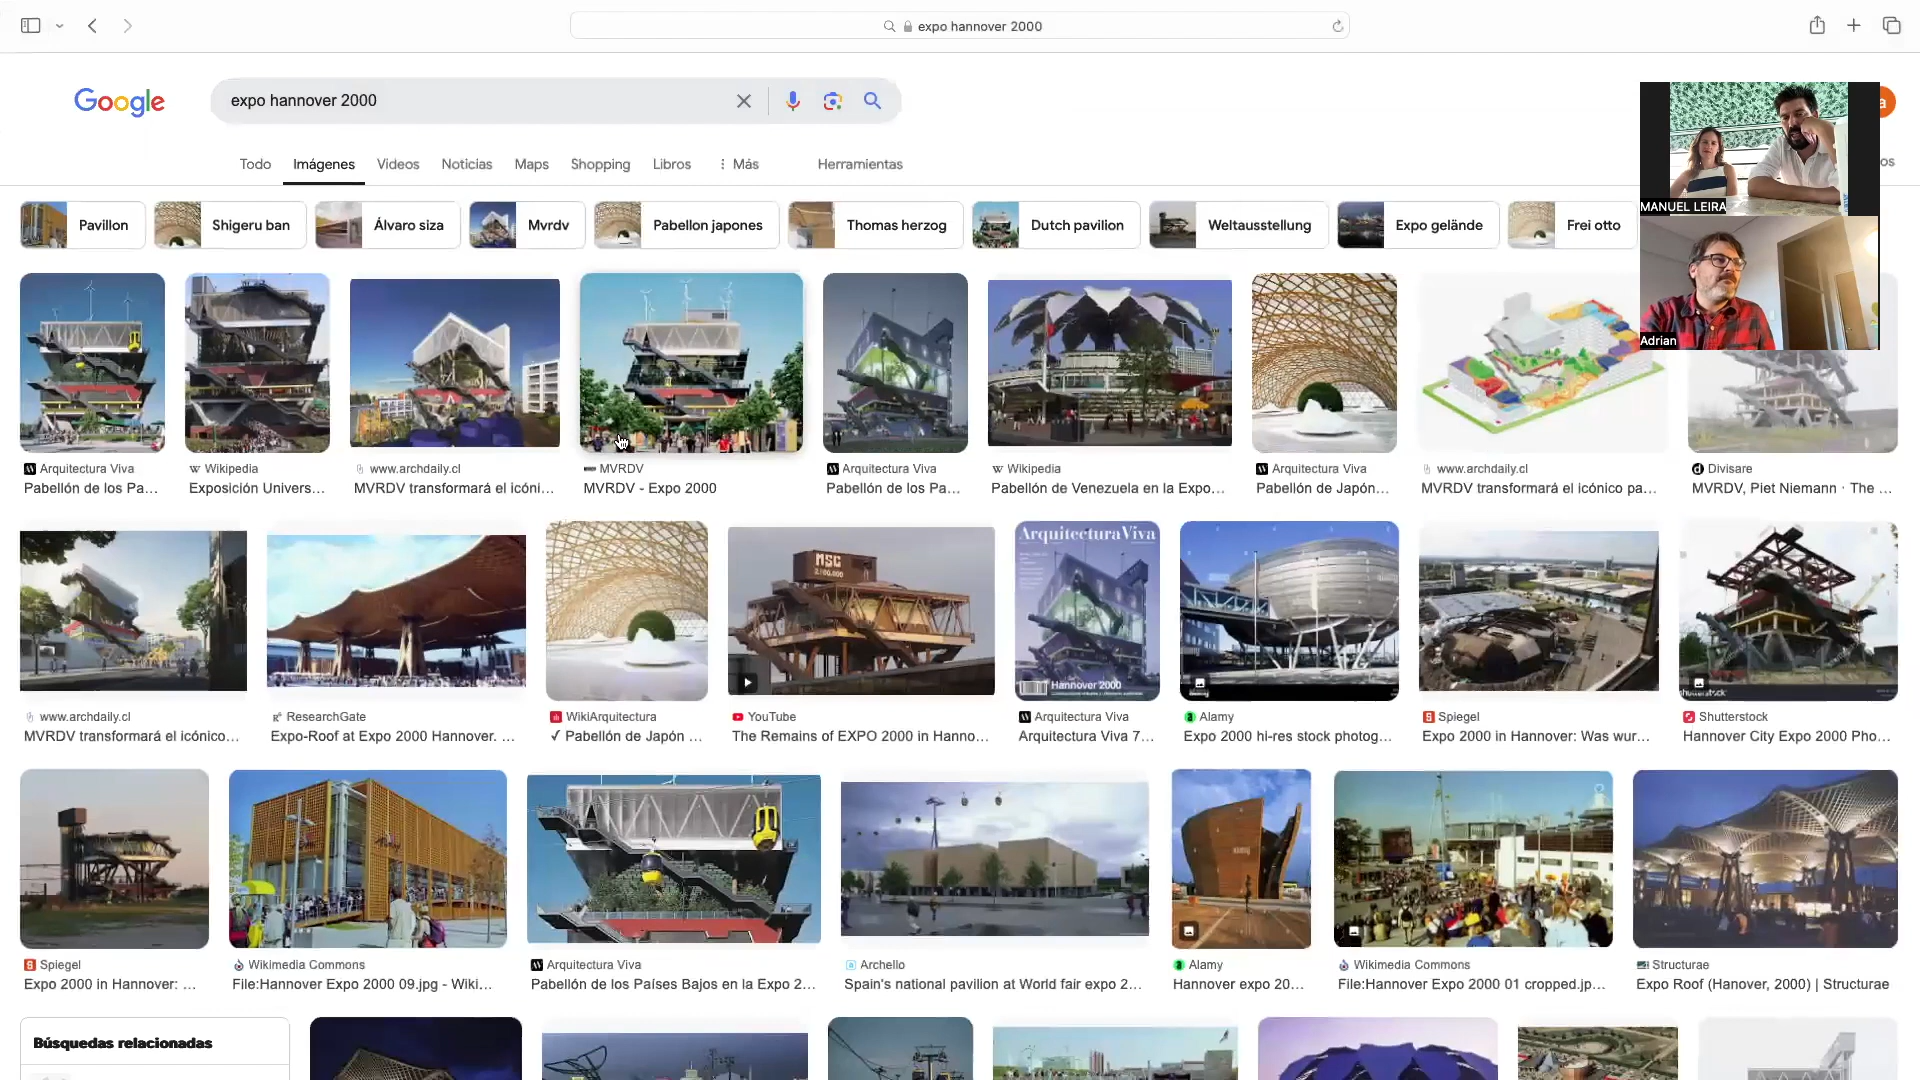 expo hannover 2000
Google
expo hannover 2000
Todo
Imágenes
Videos
Noticias
Maps
Shopping
Libros
Más
Herramientas
Pavillon
Shigeru ban
Álvaro siza
Mvrdv
Pabellon japones
Thomas herzog
Dutch pavilion
Weltausstellung
Expo gelände
Frei otto
a
os
MANUEL LEIRA
Adrian
Arquitectura Viva
Pabellón de los Pa...
Wikipedia
Exposición Univers...
www.archdaily.cl
MVRDV transformará el icóni...
MVRDV
MVRDV - Expo 2000
Arquitectura Viva
Pabellón de los Pa...
Wikipedia
Pabellón de Venezuela en la Expo...
Arquitectura Viva
Pabellón de Japón...
www.archdaily.cl
MVRDV transformará el icónico pa...
Divisare
MVRDV, Piet Niemann · The ...
MSC
ArquitecturaViva
Hannover 2000
alamy
shutterstock
www.archdaily.cl
MVRDV transformará el icónico...
ResearchGate
Expo-Roof at Expo 2000 Hannover. ...
WikiArquitectura
✓ Pabellón de Japón ...
YouTube
The Remains of EXPO 2000 in Hanno...
Arquitectura Viva
Arquitectura Viva 7...
Alamy
Expo 2000 hi-res stock photog...
Spiegel
Expo 2000 in Hannover: Was wur...
Shutterstock
Hannover City Expo 2000 Pho...
Spiegel
Expo 2000 in Hannover: ...
Wikimedia Commons
File:Hannover Expo 2000 09.jpg - Wiki...
Arquitectura Viva
Pabellón de los Países Bajos en la Expo 2...
Archello
Spain's national pavilion at World fair expo 2...
Alamy
Hannover expo 20...
Wikimedia Commons
File:Hannover Expo 2000 01 cropped.jp...
Structurae
Expo Roof (Hanover, 2000) | Structurae
Búsquedas relacionadas